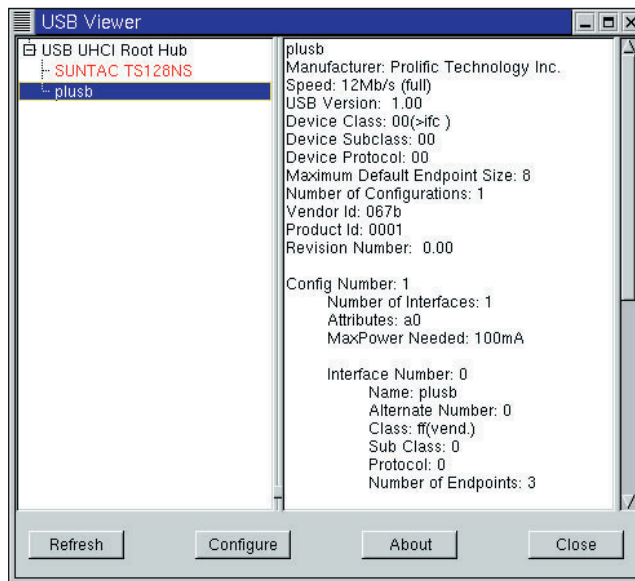 USB Viewer
USB UHCI Root Hub
SUNTAC TS128NS
plusb
plusb
Manufacturer: Prolific Technology Inc.
Speed: 12Mb/s (full)
USB Version:  1.00
Device Class: 00(>ifc )
Device Subclass: 00
Device Protocol: 00
Maximum Default Endpoint Size: 8
Number of Configurations: 1
Vendor Id: 067b
Product Id: 0001
Revision Number:  0.00
Config Number: 1
Number of Interfaces: 1
Attributes: a0
MaxPower Needed: 100mA
Interface Number: 0
Name: plusb
Alternate Number: 0
Class: ff(vend.)
Sub Class: 0
Protocol: 0
Number of Endpoints: 3
Refresh
Configure
About
Close